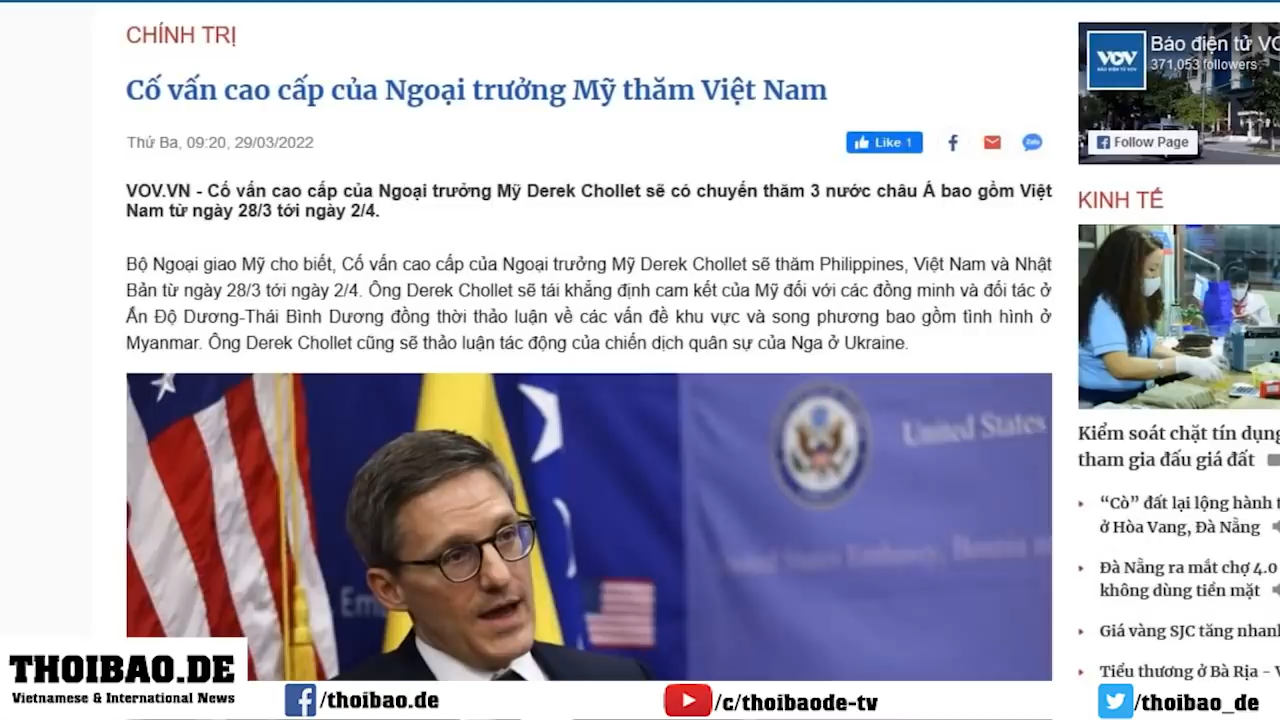 CHÍNH TRỊ
Cố vấn cao cấp của Ngoại trưởng Mỹ thăm Việt Nam
Thứ Ba, 09:20, 29/03/2022
Like 1
Zalo
VOV.VN - Cố vấn cao cấp của Ngoại trưởng Mỹ Derek Chollet sẽ có chuyến thăm 3 nước châu Á bao gồm Việt
Nam từ ngày 28/3 tới ngày 2/4.
Bộ Ngoại giao Mỹ cho biết, Cố vấn cao cấp của Ngoại trưởng Mỹ Derek Chollet sẽ thăm Philippines, Việt Nam và Nhật
Bản từ ngày 28/3 tới ngày 2/4. Ông Derek Chollet sẽ tái khẳng định cam kết của Mỹ đối với các đồng minh và đối tác ở
Ấn Độ Dương-Thái Bình Dương đồng thời thảo luận về các vấn đề khu vực và song phương bao gồm tình hình ở
Myanmar. Ông Derek Chollet cũng sẽ thảo luận tác động của chiến dịch quân sự của Nga ở Ukraine.
United States
United States Embassy,
VOV
BÁO ĐIỆN TỬ VOV
Báo điện tử VO
371,053 followers
Follow Page
KINH TẾ
Kiểm soát chặt tín dụng
tham gia đấu giá đất
“Cò” đất lại lộng hành t
ở Hòa Vang, Đà Nẵng
Đà Nẵng ra mắt chợ 4.0
không dùng tiền mặt
Giá vàng SJC tăng nhanh
Tiểu thương ở Bà Rịa - V
THOIBAO.DE
Vietnamese & International News
/thoibao.de
/c/thoibaode-tv
/thoibao_de